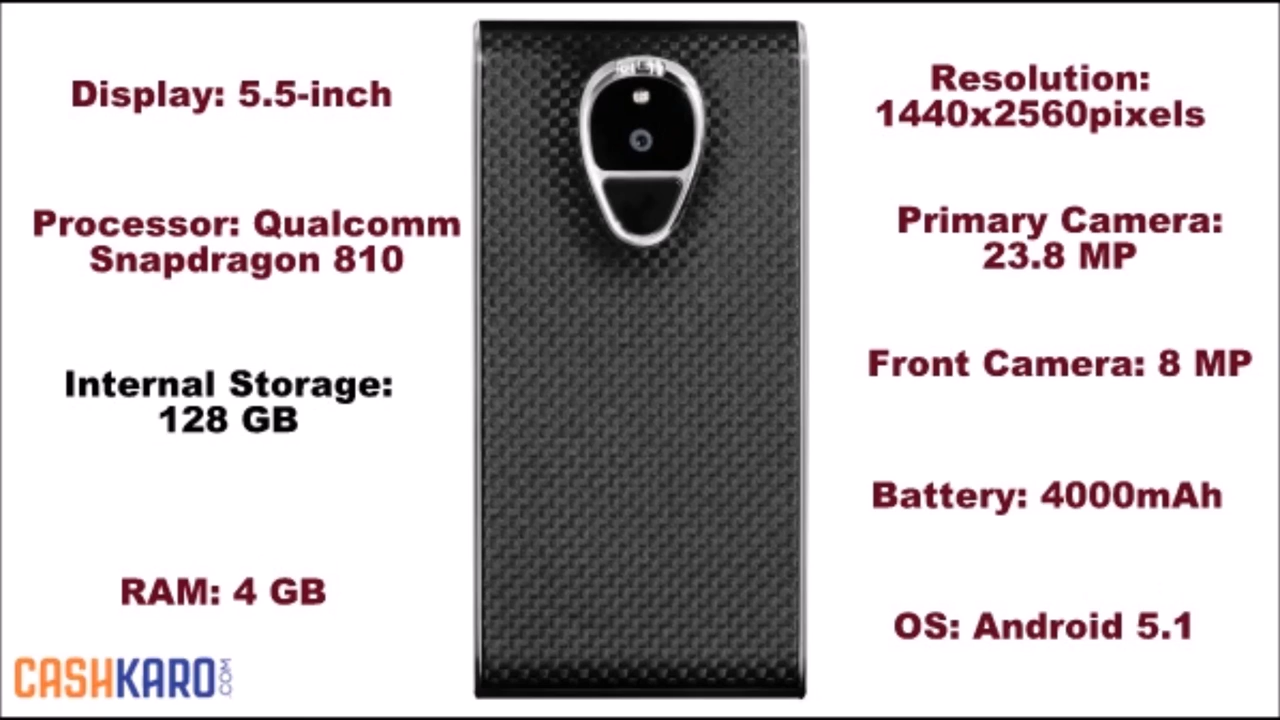 Display: 5.5-inch
Processor: Qualcomm
Snapdragon 810
Internal Storage:
128 GB
RAM: 4 GB
Resolution:
1440x2560pixels
Primary Camera:
23.8 MP
Front Camera: 8 MP
Battery: 4000mAh
OS: Android 5.1
CASHKARO.COM